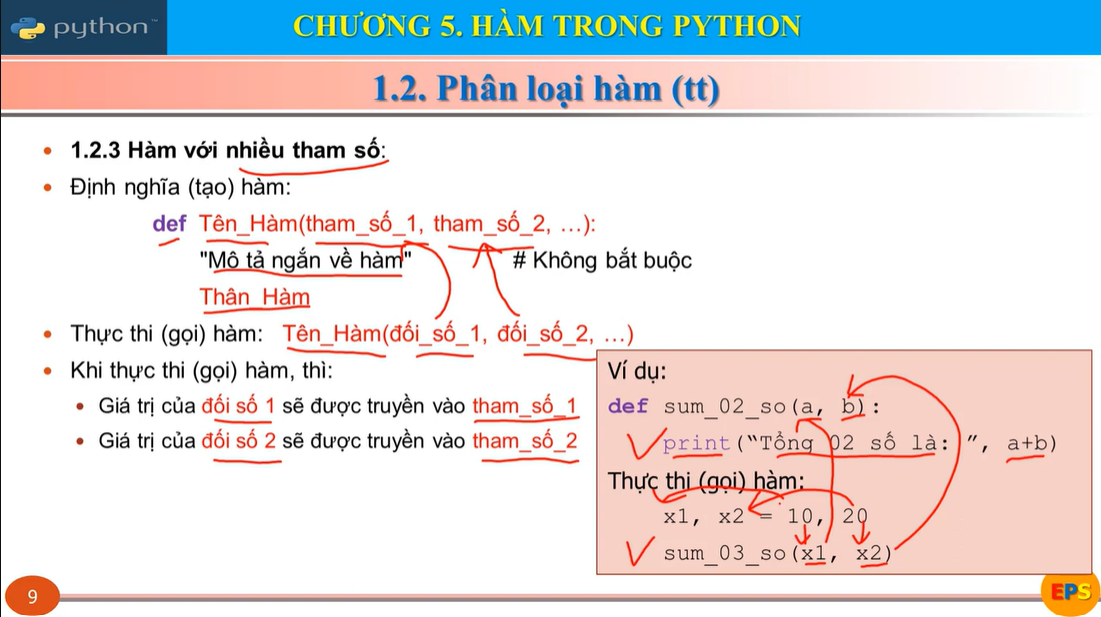 python™
CHƯƠNG 5. HÀM TRONG PYTHON
1.2. Phân loại hàm (tt)
• 1.2.3 Hàm với nhiều tham số:
• Định nghĩa (tạo) hàm:
def Tên_Hàm(tham_số_1, tham_số_2, …):
"Mô tả ngắn về hàm" # Không bắt buộc
Thân_Hàm
• Thực thi (gọi) hàm: Tên_Hàm(đối_số_1, đối_số_2, …)
• Khi thực thi (gọi) hàm, thì:
• Giá trị của đối số 1 sẽ được truyền vào tham_số_1
• Giá trị của đối số 2 sẽ được truyền vào tham_số_2
Ví dụ:
def sum_02_so(a, b):
print(“Tổng 02 số là: ”, a+b)
Thực thi (gọi) hàm:
x1, x2 = 10, 20
sum_03_so(x1, x2)
9
EPS